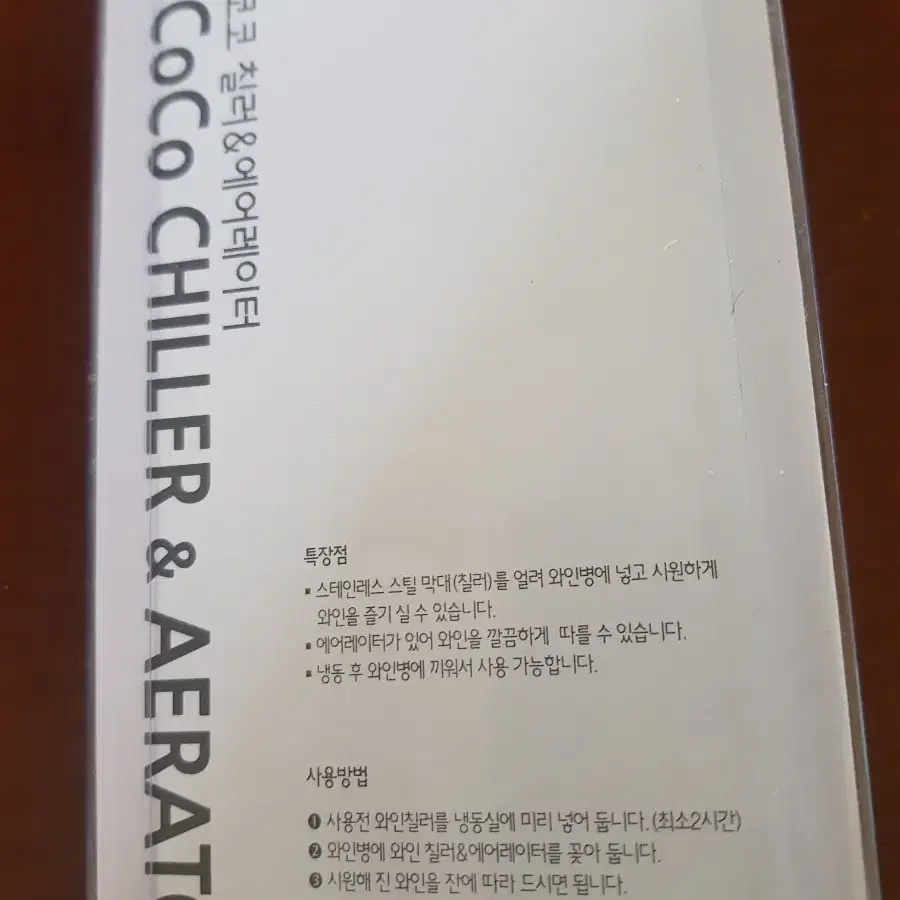 CoCo CHILLER & AERATO
코코 칠러&에어레이터
특장점
▪ 스테인레스 스틸 막대(칠러)를 얼려 와인병에 넣고 시원하게
와인을 즐기 실 수 있습니다.
▪ 에어레이터가 있어 와인을 깔끔하게 따를 수 있습니다.
▪ 냉동 후 와인병에 끼워서 사용 가능합니다.
사용방법
❶ 사용전 와인칠러를 냉동실에 미리 넣어 둡니다.(최소2시간)
❷ 와인병에 와인 칠러&에어레이터를 꽂아 둡니다.
❸ 시원해 진 와인을 잔에 따라 드시면 됩니다.